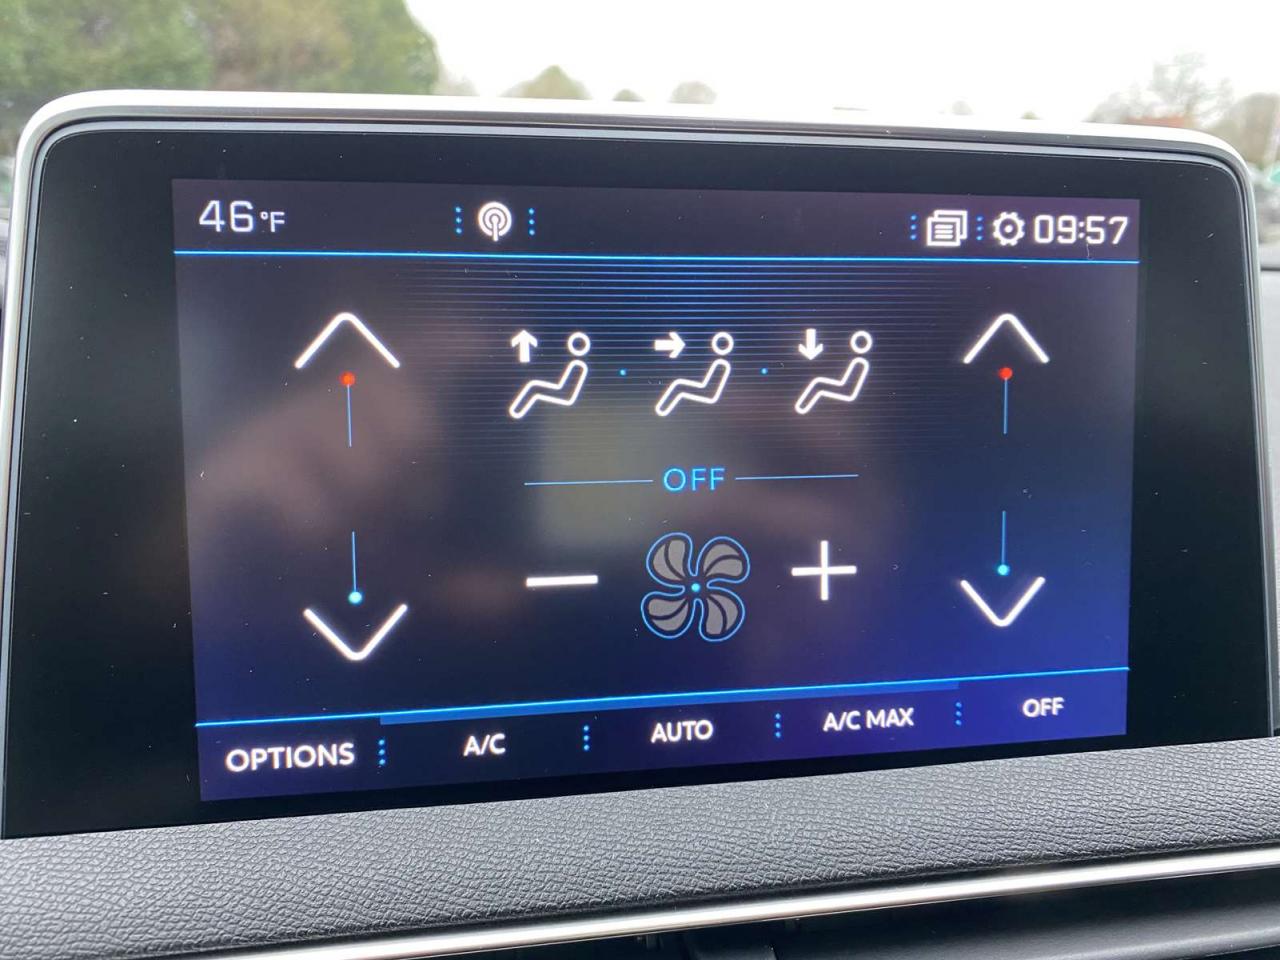 46°F
09:57
OFF
OPTIONS
A/C
AUTO
A/C MAX
OFF